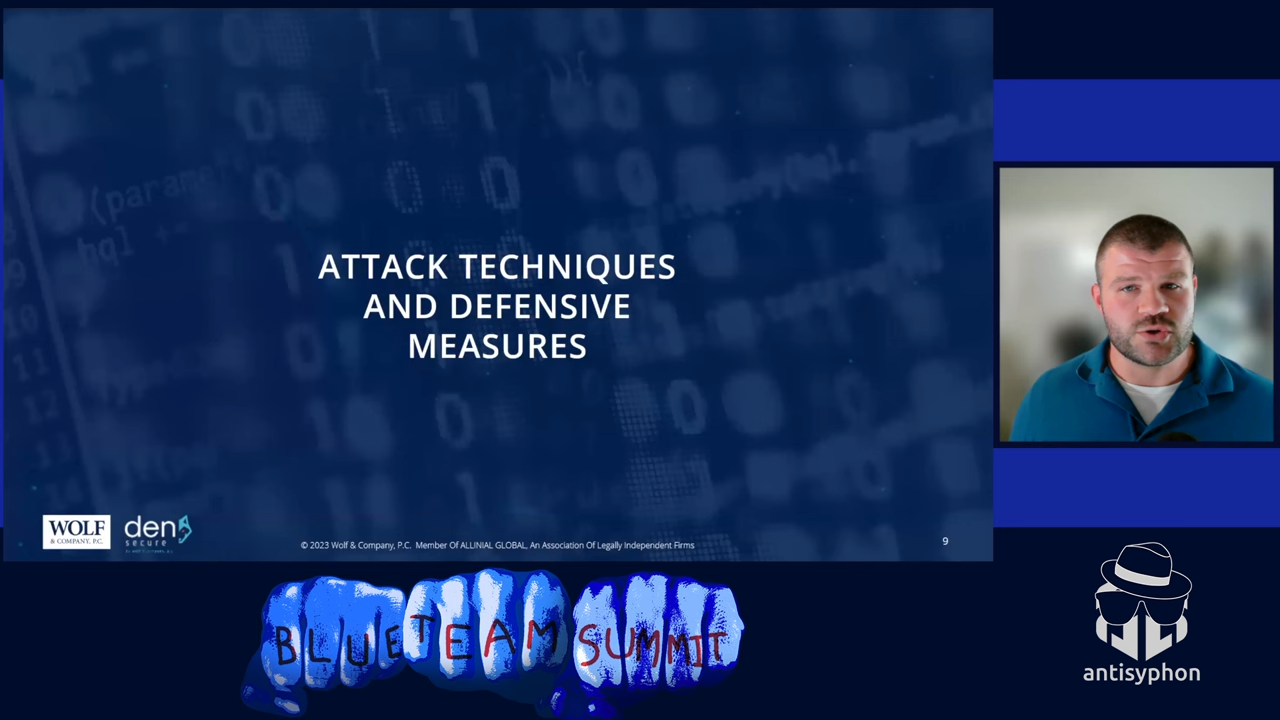 ATTACK TECHNIQUES
AND DEFENSIVE
MEASURES
WOLF
& COMPANY, P.C.
den
secure
© 2023 Wolf & Company, P.C. Member Of ALLINIAL GLOBAL, An Association Of Legally Independent Firms
9
BLUE TEAM SUMMIT
antisyphon